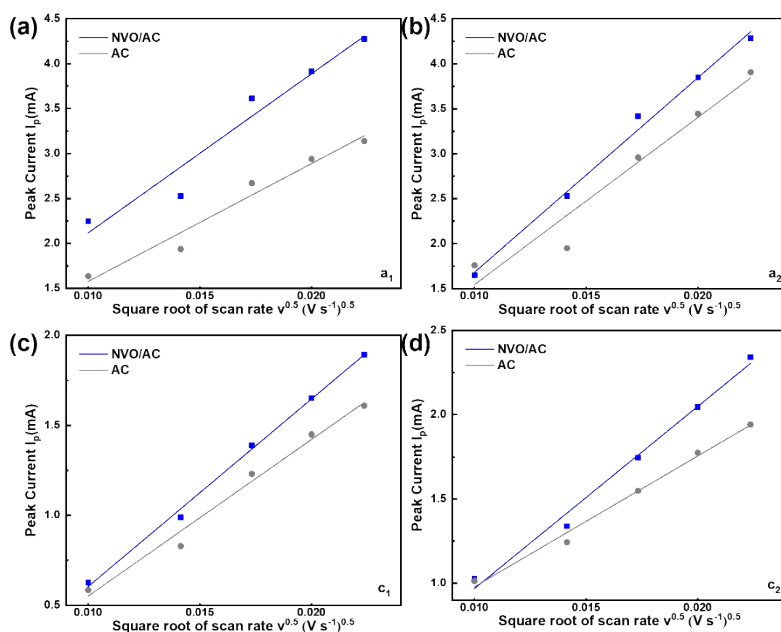 (a)
NVO/AC
AC
4.5
4.0
3.5
3.0
2.5
2.0
1.5
Peak Current Iₚ(mA)
0.010
0.015
0.020
a₁
Square root of scan rate v⁰·⁵ (V s⁻¹)⁰·⁵
(b)
NVO/AC
AC
4.5
4.0
3.5
3.0
2.5
2.0
1.5
Peak Current Iₚ(mA)
0.010
0.015
0.020
a₂
Square root of scan rate v⁰·⁵ (V s⁻¹)⁰·⁵
(c)
NVO/AC
AC
2.0
1.5
1.0
0.5
Peak Current Iₚ(mA)
0.010
0.015
0.020
c₁
Square root of scan rate v⁰·⁵ (V s⁻¹)⁰·⁵
(d)
NVO/AC
AC
2.5
2.0
1.5
1.0
Peak Current Iₚ(mA)
0.010
0.015
0.020
c₂
Square root of scan rate v⁰·⁵ (V s⁻¹)⁰·⁵